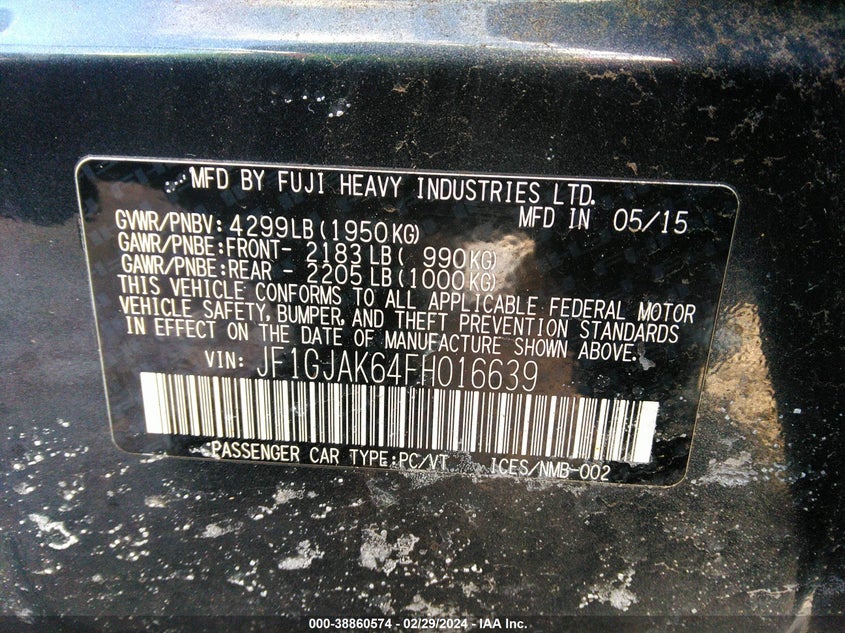 MFD BY FUJI HEAVY INDUSTRIES LTD.
MFD IN 05/15
GVWR/PNBV: 4299LB(1950KG)
GAWR/PNBE:FRONT- 2183LB( 990KG)
GAWR/PNBE:REAR - 2205LB(1000KG)
THIS VEHICLE CONFORMS TO ALL APPLICABLE FEDERAL MOTOR
VEHICLE SAFETY, BUMPER, AND THEFT PREVENTION STANDARDS
IN EFFECT ON THE DATE OF MANUFACTURE SHOWN ABOVE.
VIN: JF1GJAK64FH016639
PASSENGER CAR TYPE:PC/VT ICES/NMB-002
000-38860574 - 02/29/2024 - IAA Inc.